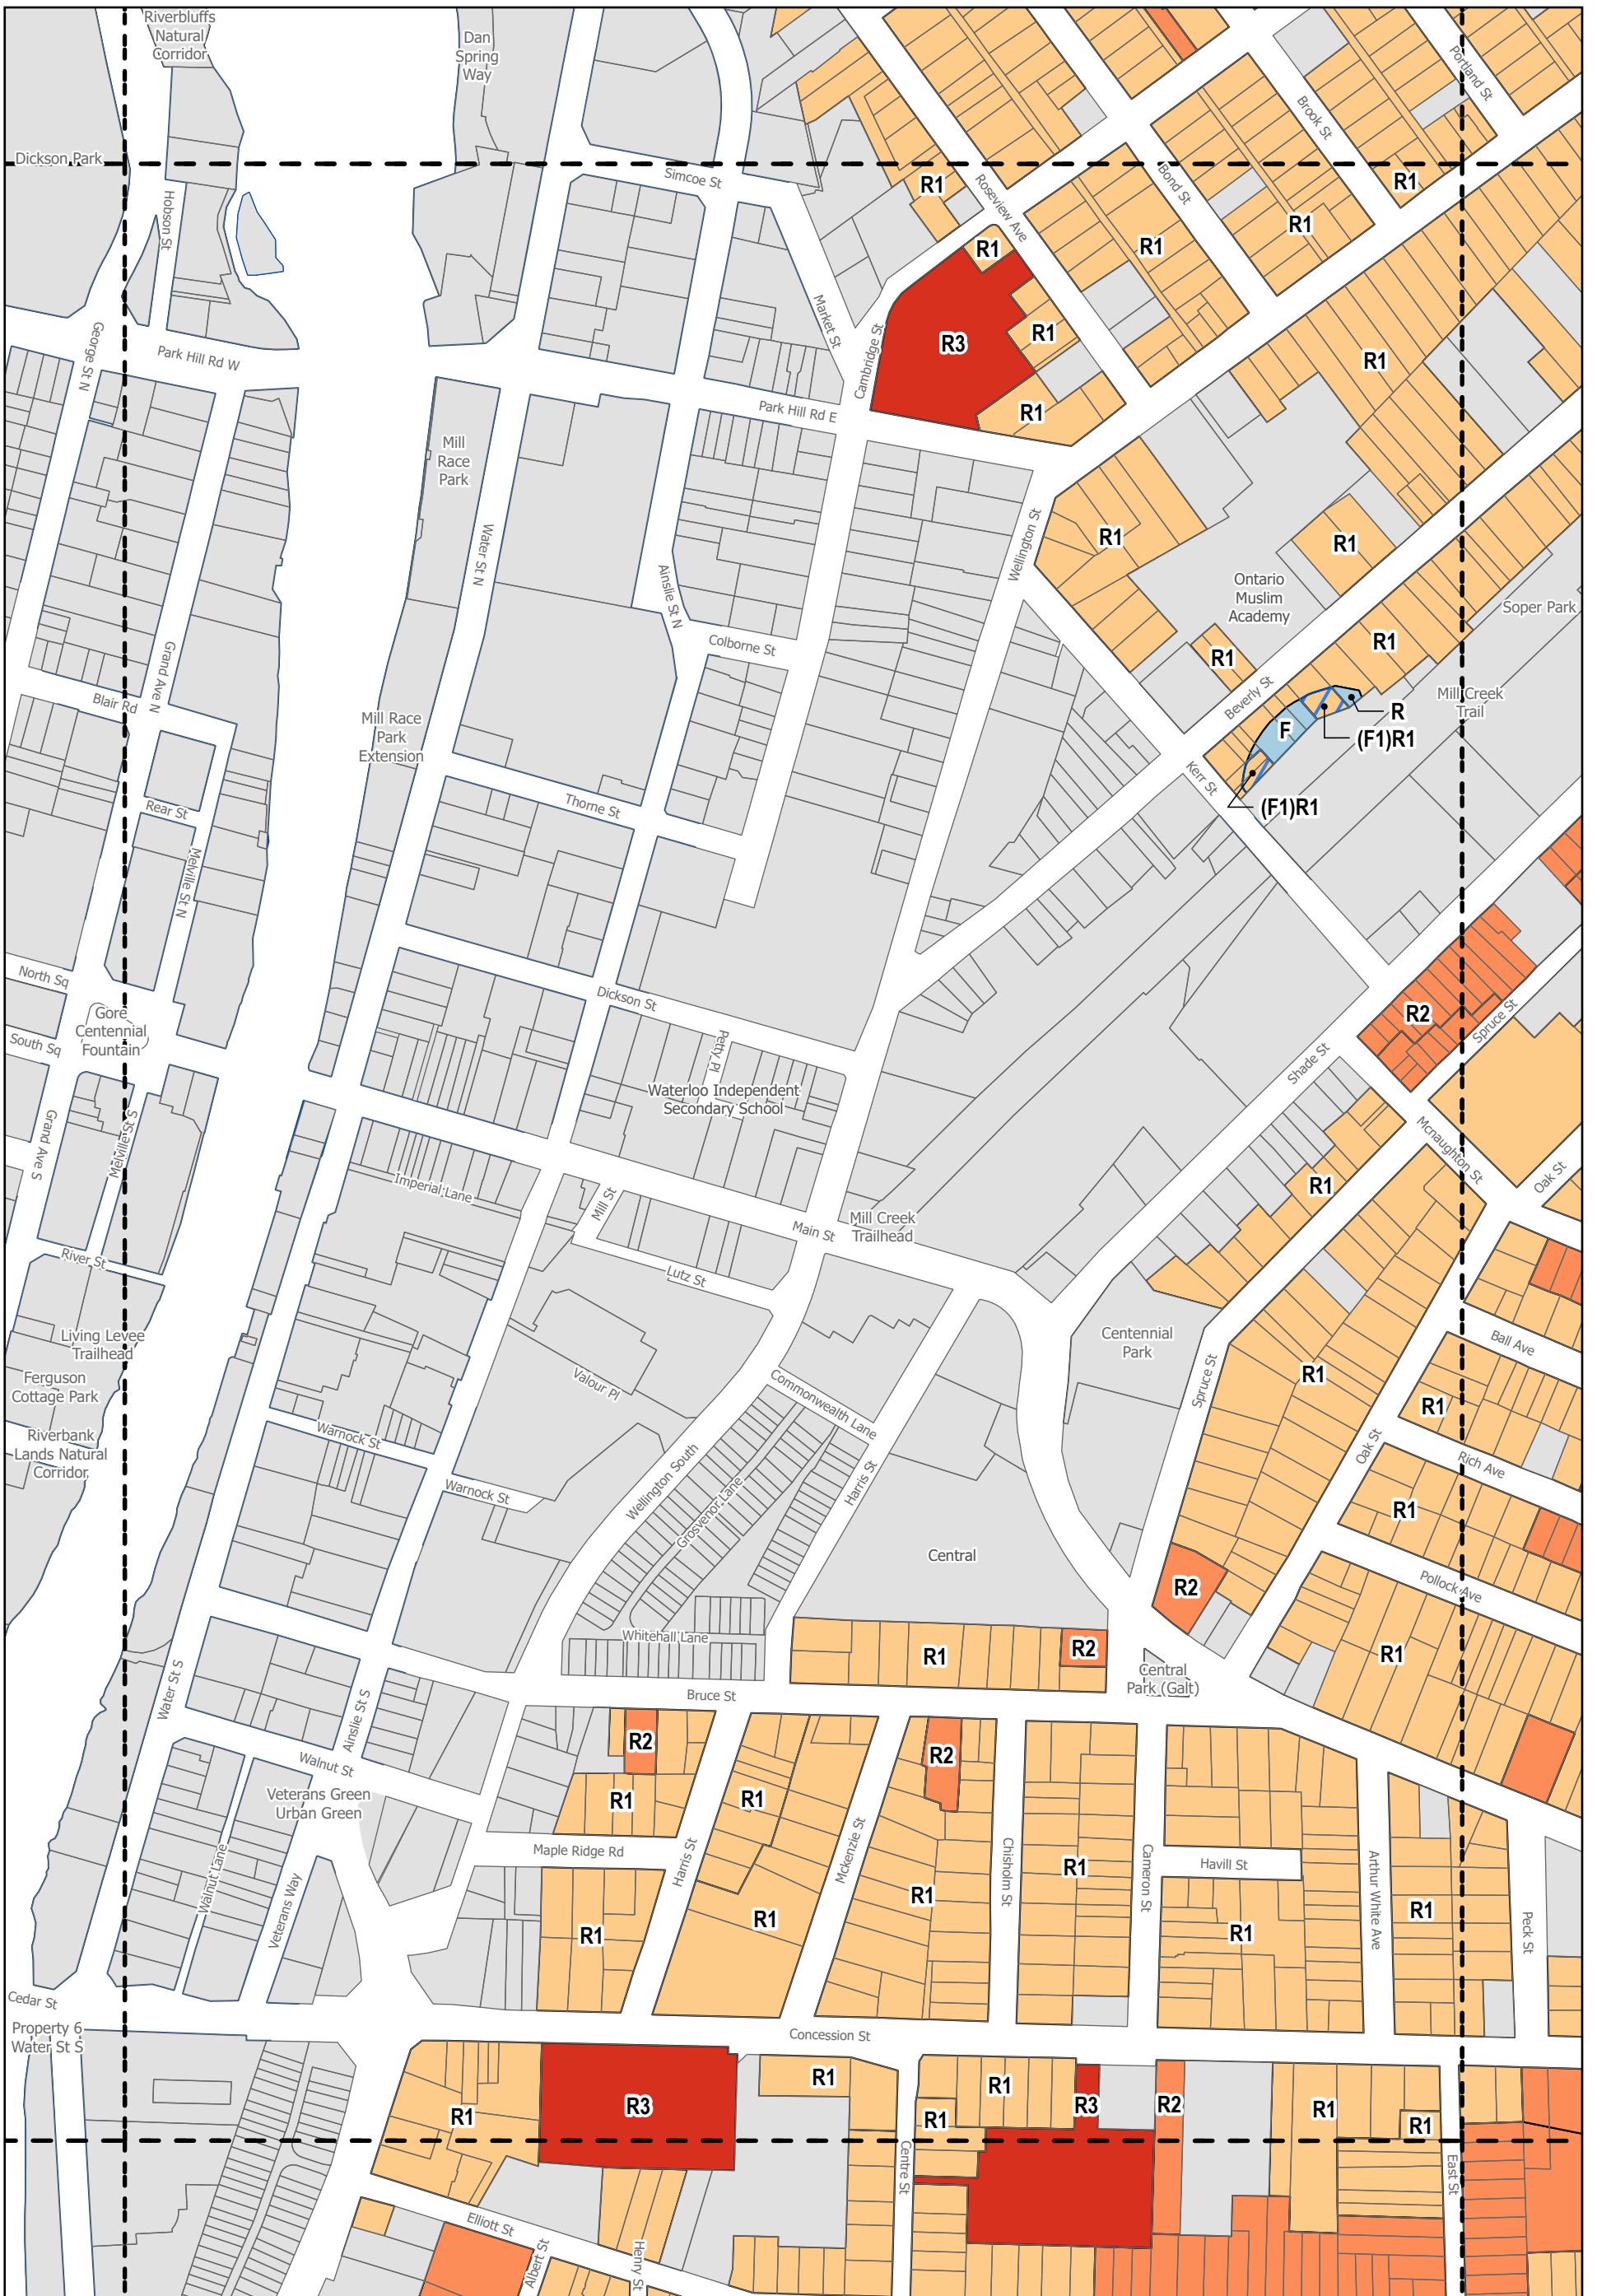 Riverbluffs
Natural
Corridor
Dan
Spring
Way
Portland St
Brook St
Dickson Park
Simcoe St
R1
Roseview Ave
Bond St
R1
Hobson St
R1
R1
R1
Market St
R3
R1
Cambridge St
George St N
Park Hill Rd W
R1
Park Hill Rd E
R1
Mill
Race
Park
Water St N
Wellington St
R1
R1
Ainslie St N
Ontario
Muslim
Academy
Soper Park
Colborne St
R1
R1
Grand Ave N
Blair Rd
Beverly St
Mill Creek
Trail
R
F
(F1)R1
Mill Race
Park
Extension
Kerr St
(F1)R1
Rear St
Thorne St
Melville St N
North Sq
Dickson St
Gore
Centennial
Fountain
South Sq
R2
Spruce St
Petty Pl
Shade St
Waterloo Independent
Secondary School
Grand Ave S
Melville St S
Mcnaughton St
Oak St
Imperial Lane
R1
Mill St
Main St
Mill Creek
Trailhead
River St
Lutz St
Living Levee
Trailhead
Centennial
Park
Ball Ave
Ferguson
Cottage Park
Valour Pl
Spruce St
R1
Commonwealth Lane
R1
Riverbank
Lands Natural
Corridor
Warnock St
Oak St
Rich Ave
Wellington South
Harris St
Warnock St
Grosvenor Lane
R1
Central
R2
Pollock Ave
Whitehall Lane
R1
R2
R1
Central
Park (Galt)
Water St S
Bruce St
Ainslie St S
R2
R2
Walnut St
Veterans Green
Urban Green
R1
R1
Maple Ridge Rd
Harris St
Mckenzie St
Chisholm St
R1
Cameron St
Havill St
Arthur White Ave
Walnut Lane
Veterans Way
R1
R1
R1
R1
R1
Peck St
Cedar St
Property 6
Water St S
Concession St
R1
R1
R1
R3
R1
R3
R2
R1
R1
Centre St
East St
Elliott St
Albert St
Henny St